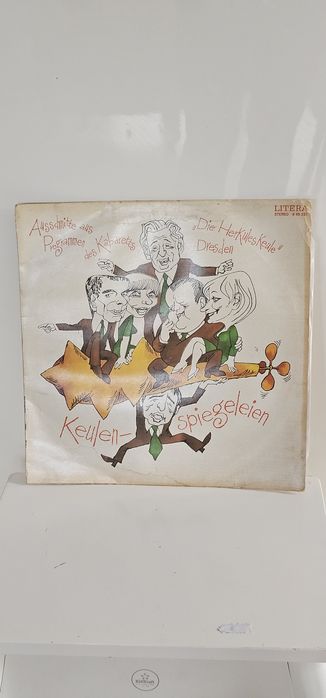 Ausschnitte aus
Programmen
des Kabaretts
„Die Herkuleskeule"
Dresden
LITERA
STEREO
Keulen-
spiegeleien